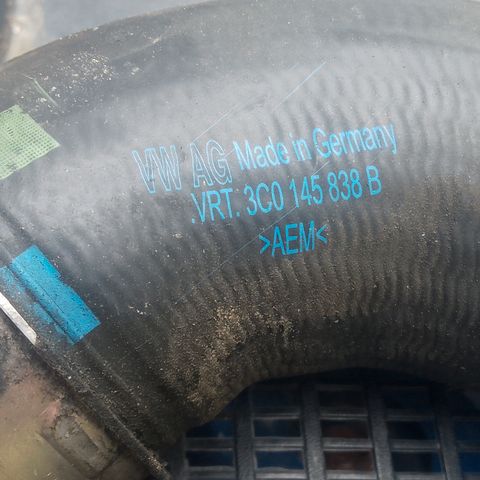 VW AG Made in Germany
.VRT. 3C0 145 838 B
>AEM<